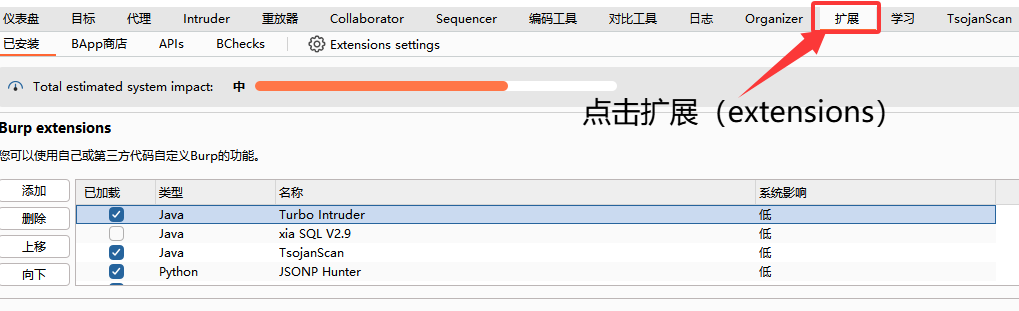 仪表盘 目标 代理 Intruder 重放器 Collaborator Sequencer 编码工具 对比工具 日志 Organizer 扩展 学习 TsojanScan
已安装 BApp商店 APIs BChecks Extensions settings
Total estimated system impact: 中
点击扩展（extensions）
Burp extensions
您可以使用自己或第三方代码自定义Burp的功能。
添加 已加载 类型 名称 系统影响
删除 Java Turbo Intruder 低
Java xia SQL V2.9 低
上移 Java TsojanScan 低
向下 Python JSONP Hunter 低